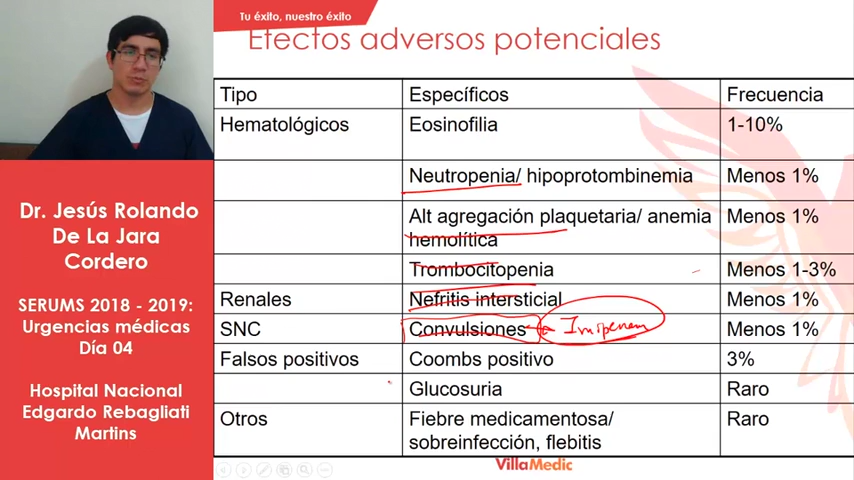 Tu éxito, nuestro éxito
Efectos adversos potenciales
Tipo Específicos Frecuencia
Hematológicos Eosinofilia 1-10%
Neutropenia/ hipoprotombinemia Menos 1%
Alt agregación plaquetaria/ anemia Menos 1%
hemolítica
Trombocitopenia Menos 1-3%
Renales Nefritis intersticial Menos 1%
SNC Convulsiones Imipenem Menos 1%
Falsos positivos Coombs positivo 3%
Glucosuria Raro
Otros Fiebre medicamentosa/ Raro
sobreinfección, flebitis
Dr. Jesús Rolando
De La Jara
Cordero
SERUMS 2018 - 2019:
Urgencias médicas
Día 04
Hospital Nacional
Edgardo Rebagliati
Martins
VillaMedic